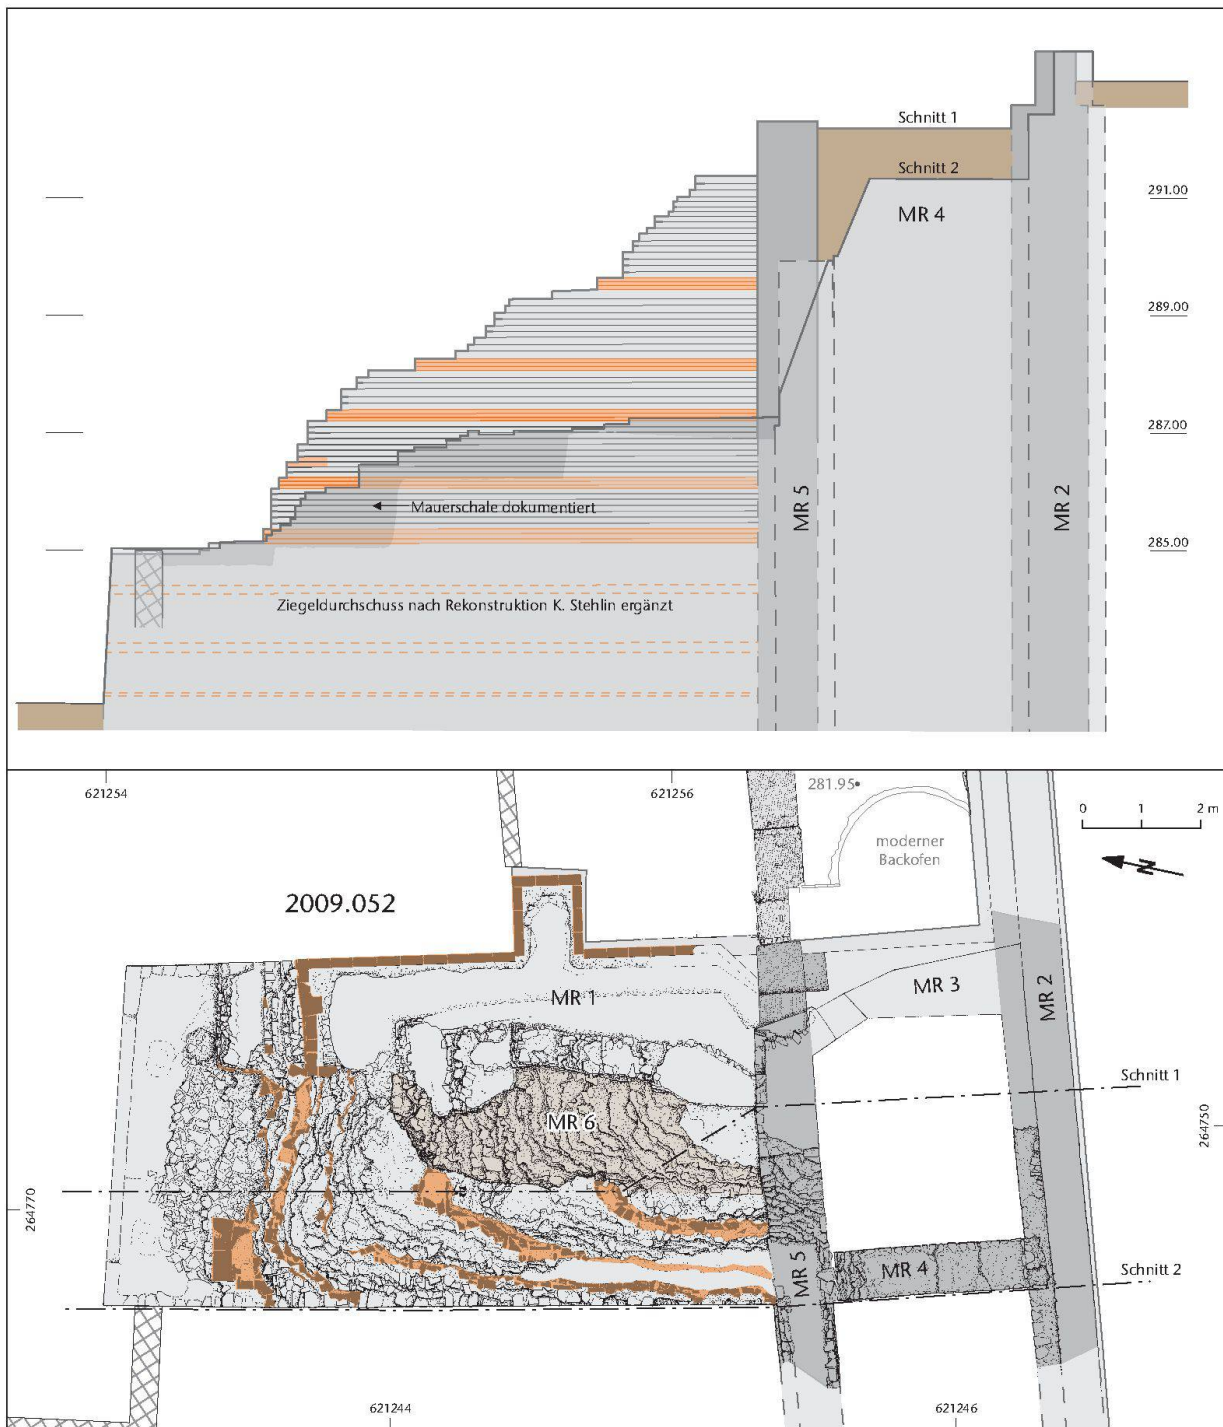 Schnitt 1
Schnitt 2
291.00
MR 4
289.00
287.00
MR 5
MR 2
Mauerschale dokumentiert
285.00
Ziegeldurchschuss nach Rekonstruktion K. Stehlin ergänzt
621254
621256
281.95
0 1 2 m
moderner
Backofen
N
2009.052
MR 1
MR 3
MR 2
Schnitt 1
MR 6
264750
264770
MR 5
MR 4
Schnitt 2
621244
621246